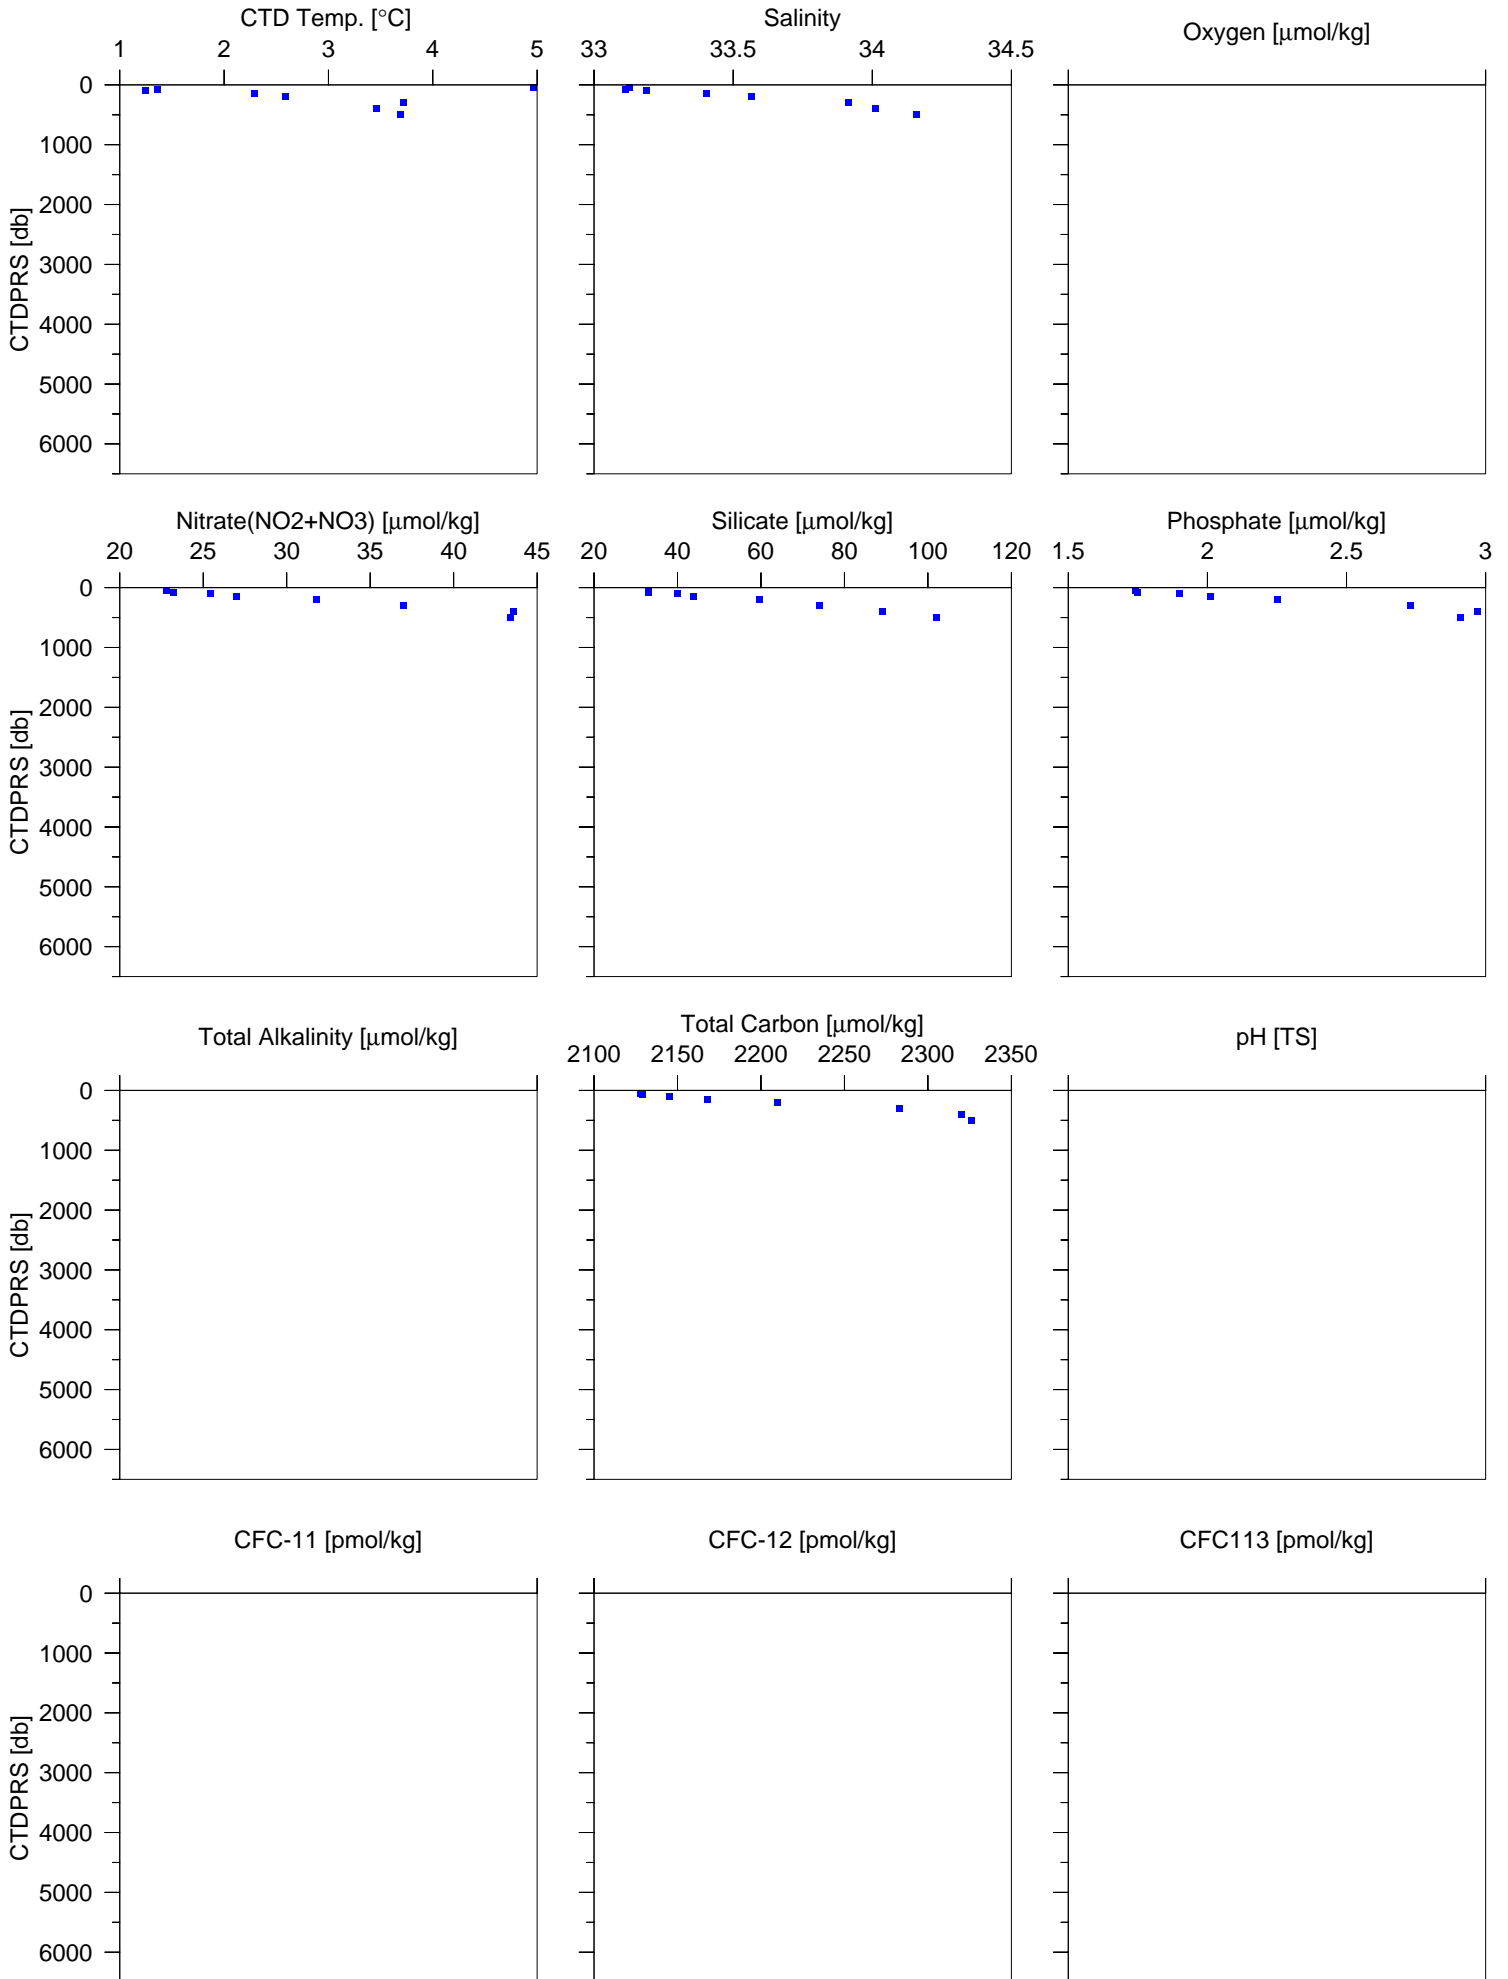 CTD Temp. [°C] Salinity Oxygen [μmol/kg]
1 2 3 4 5 33 33.5 34 34.5
0
1000
2000
3000
4000
5000
6000
CTDPRS [db]
Nitrate(NO2+NO3) [μmol/kg] Silicate [μmol/kg] Phosphate [μmol/kg]
20 25 30 35 40 45 20 40 60 80 100 120 1.5 2 2.5 3
0
1000
2000
3000
4000
5000
6000
CTDPRS [db]
Total Alkalinity [μmol/kg] Total Carbon [μmol/kg] pH [TS]
2100 2150 2200 2250 2300 2350
0
1000
2000
3000
4000
5000
6000
CTDPRS [db]
CFC-11 [pmol/kg] CFC-12 [pmol/kg] CFC113 [pmol/kg]
0
1000
2000
3000
4000
5000
6000
CTDPRS [db]